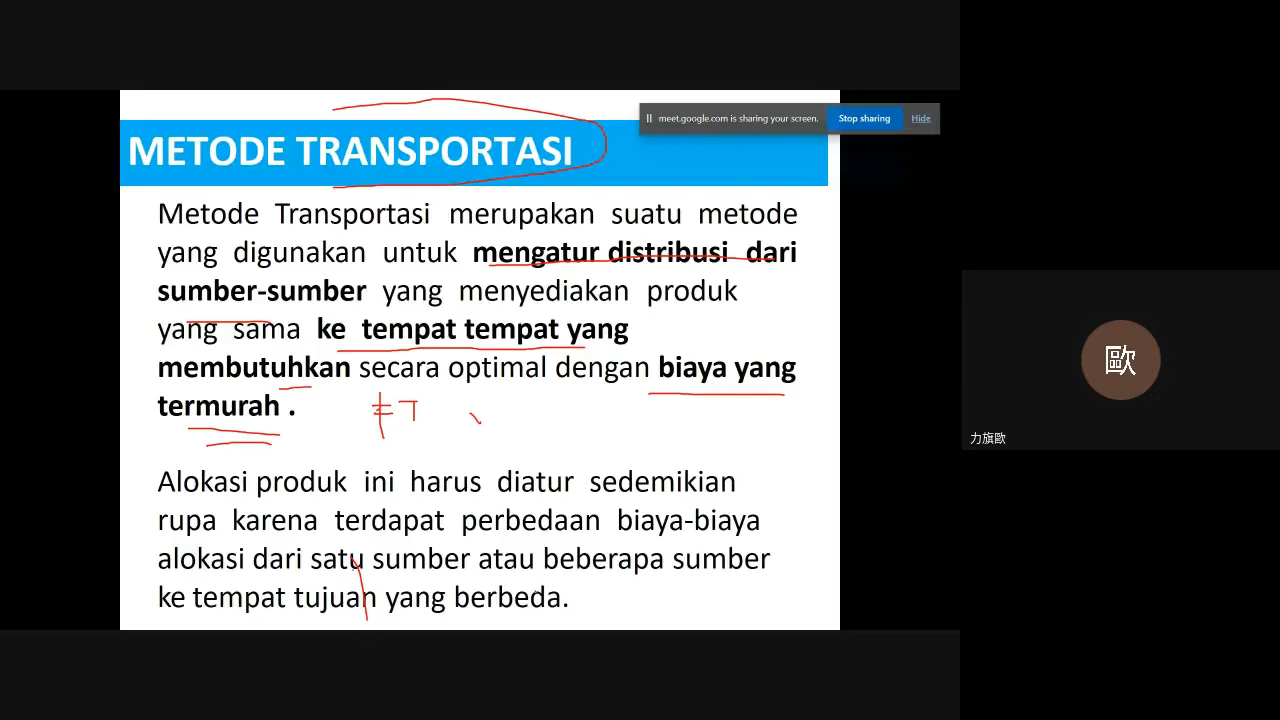 meet.google.com is sharing your screen. Stop sharing Hide
METODE TRANSPORTASI
Metode Transportasi merupakan suatu metode
yang digunakan untuk mengatur distribusi dari
sumber-sumber yang menyediakan produk
yang sama ke tempat tempat yang
membutuhkan secara optimal dengan biaya yang
termurah .
Alokasi produk ini harus diatur sedemikian
rupa karena terdapat perbedaan biaya-biaya
alokasi dari satu sumber atau beberapa sumber
ke tempat tujuan yang berbeda.
歐
力旗歐